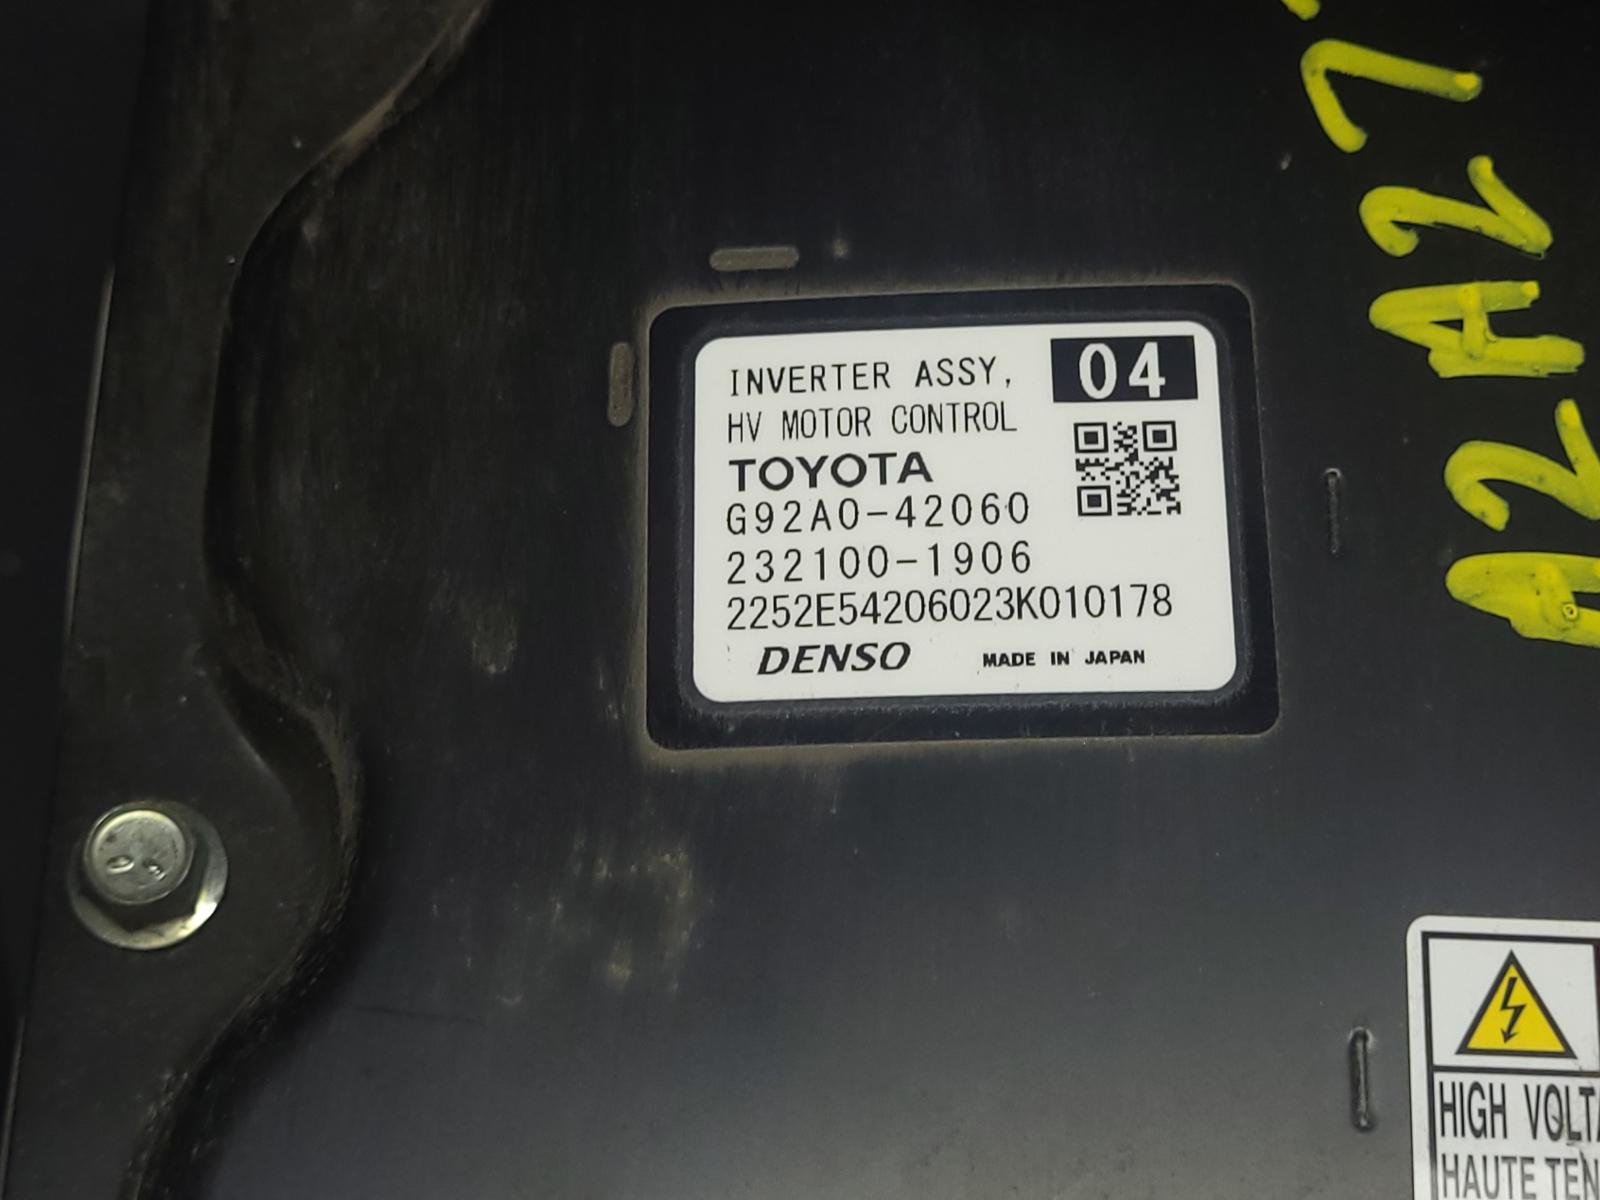 INVERTER ASSY,
04
HV MOTOR CONTROL
TOYOTA
G92A0-42060
232100-1906
2252E54206023K010178
DENSO
MADE IN JAPAN
A2A2
HIGH VOLTA
HAUTE TEN